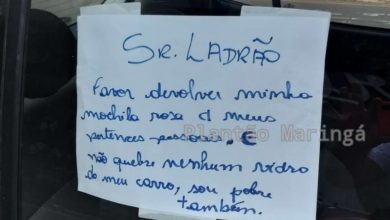 SR. LADRÃO
Favor devolver minha
mochila rosa d meus
pertences pessoais. E
não quebre nenhum vidro
do meu carro, sou pobre
também
Plantão Maringá